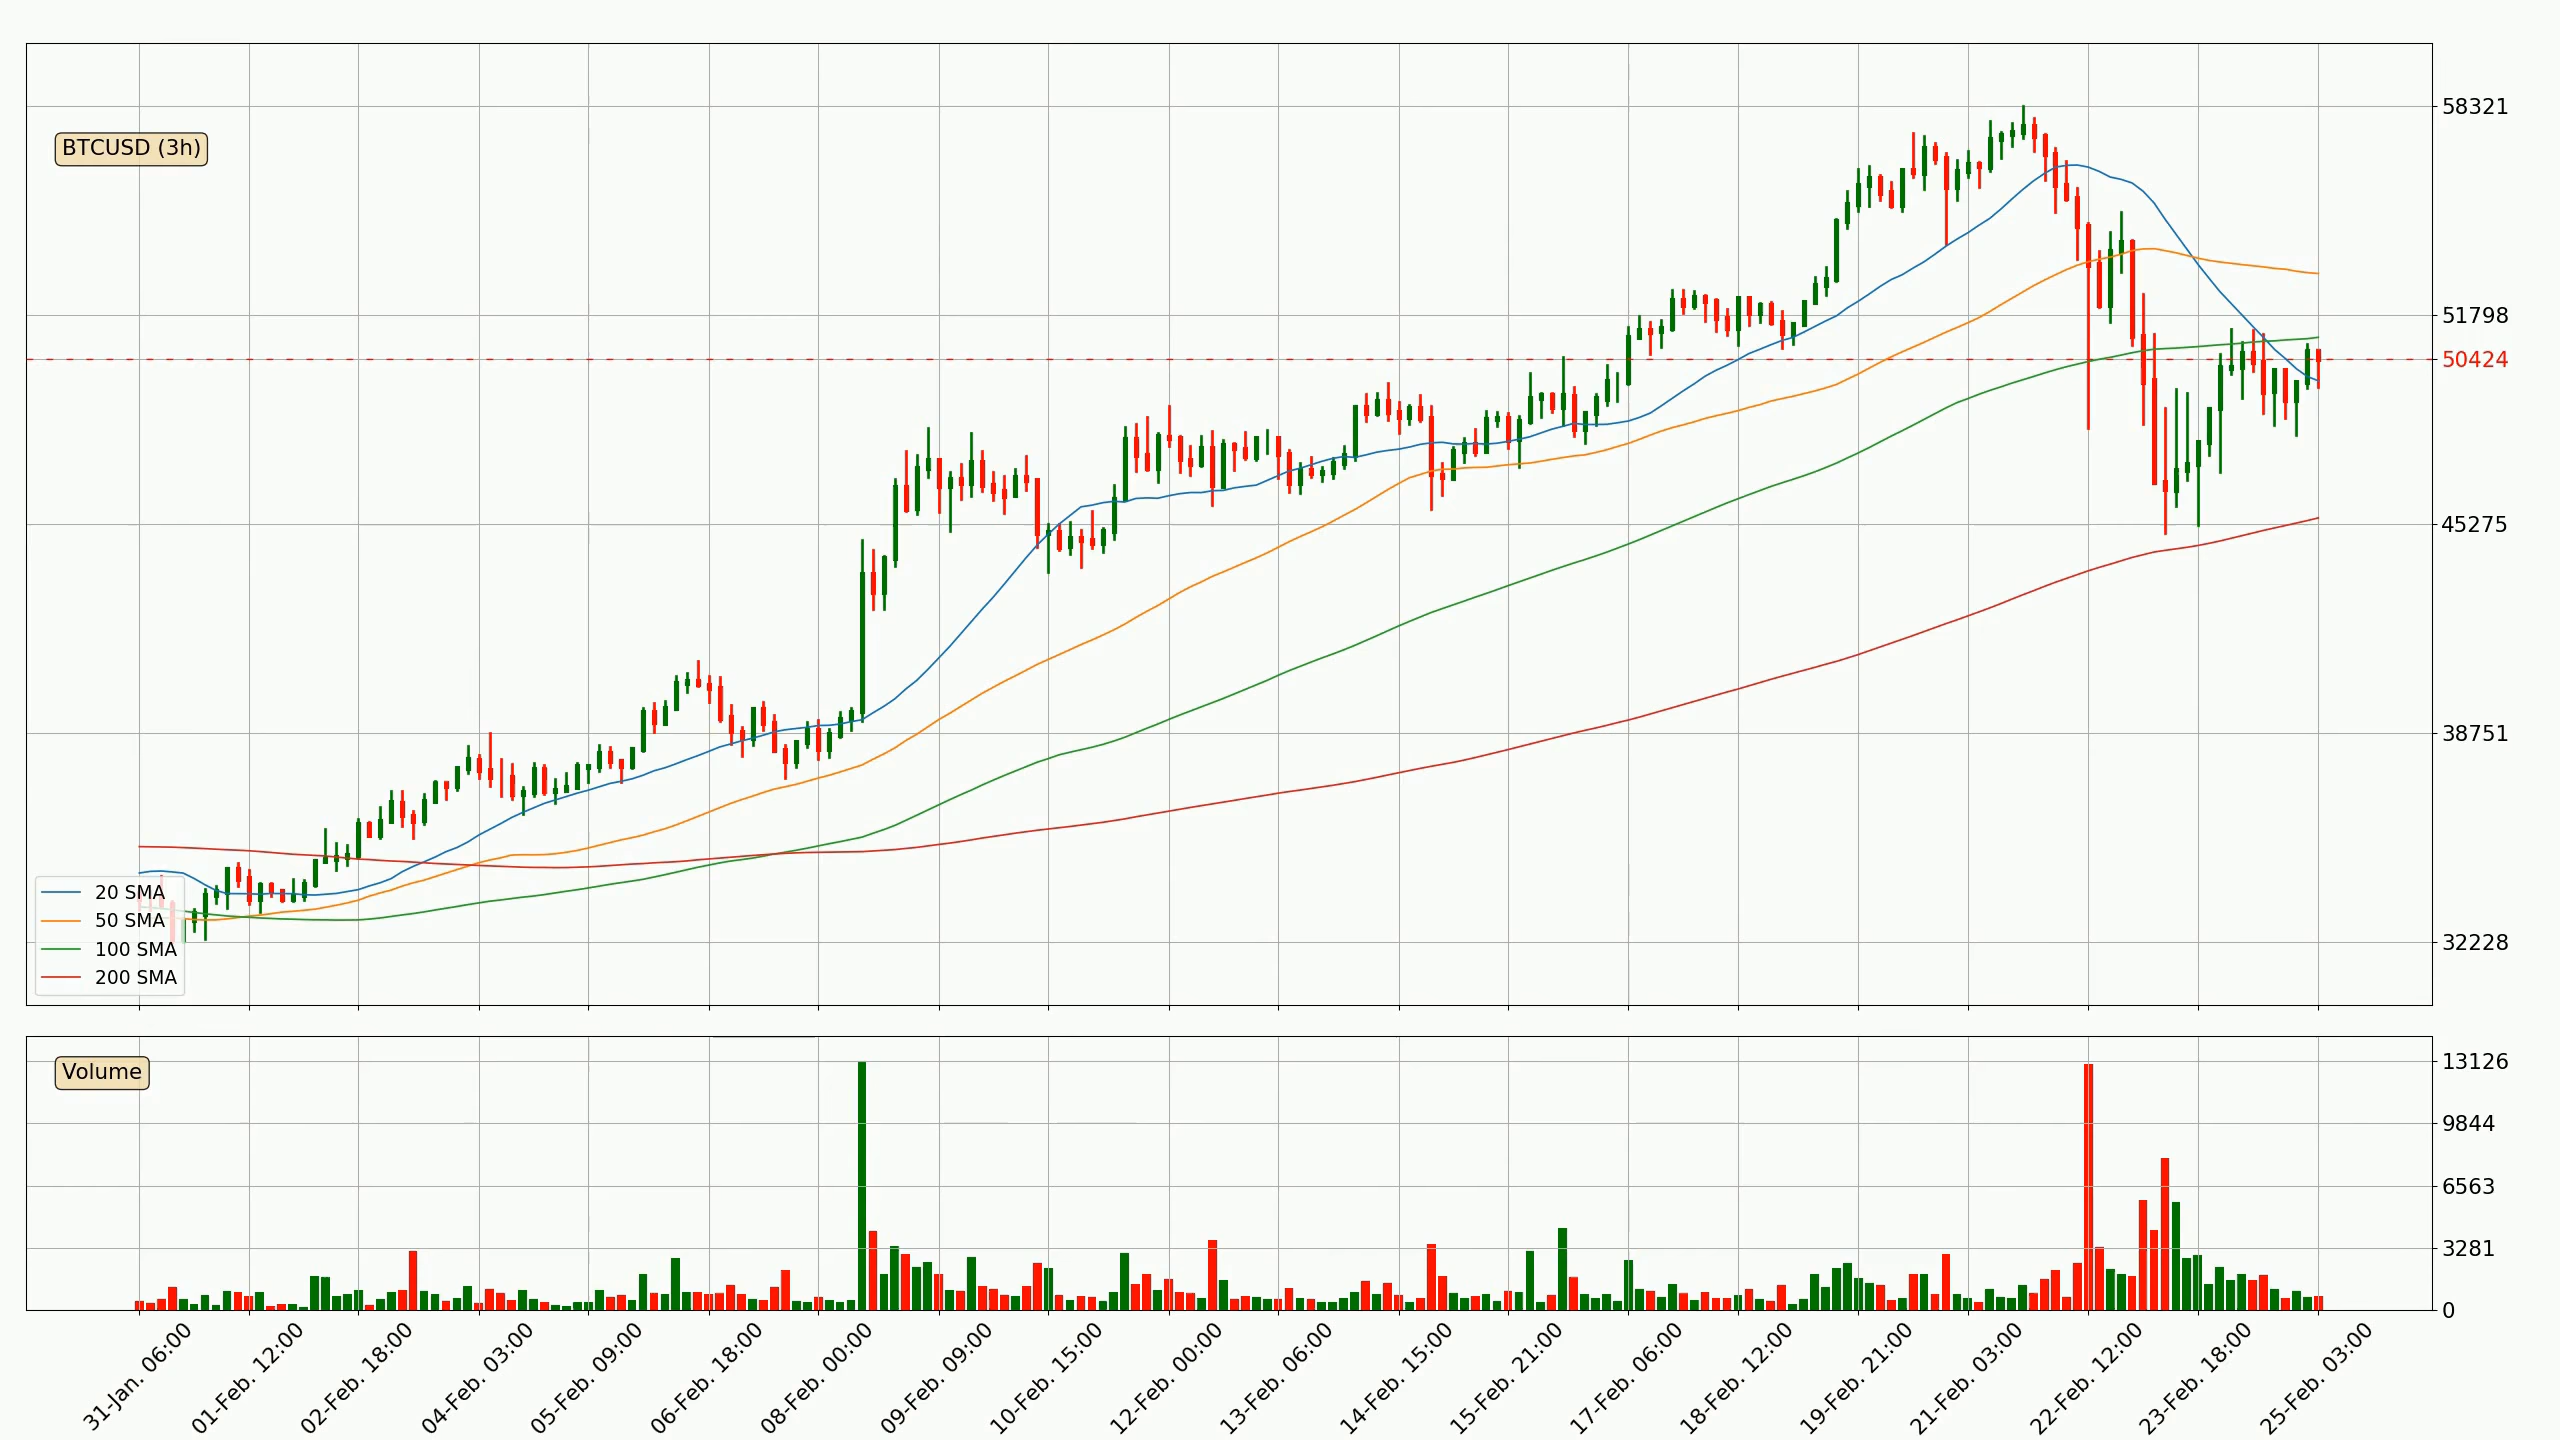 BTCUSD (3h)
58321
51798
50424
45275
38751
32228
20 SMA
50 SMA
100 SMA
200 SMA
Volume
13126
9844
6563
3281
0
31-Jan. 06:00
01-Feb. 12:00
02-Feb. 18:00
04-Feb. 03:00
05-Feb. 09:00
06-Feb. 18:00
08-Feb. 00:00
09-Feb. 09:00
10-Feb. 15:00
12-Feb. 00:00
13-Feb. 06:00
14-Feb. 15:00
15-Feb. 21:00
17-Feb. 06:00
18-Feb. 12:00
19-Feb. 21:00
21-Feb. 03:00
22-Feb. 12:00
23-Feb. 18:00
25-Feb. 03:00